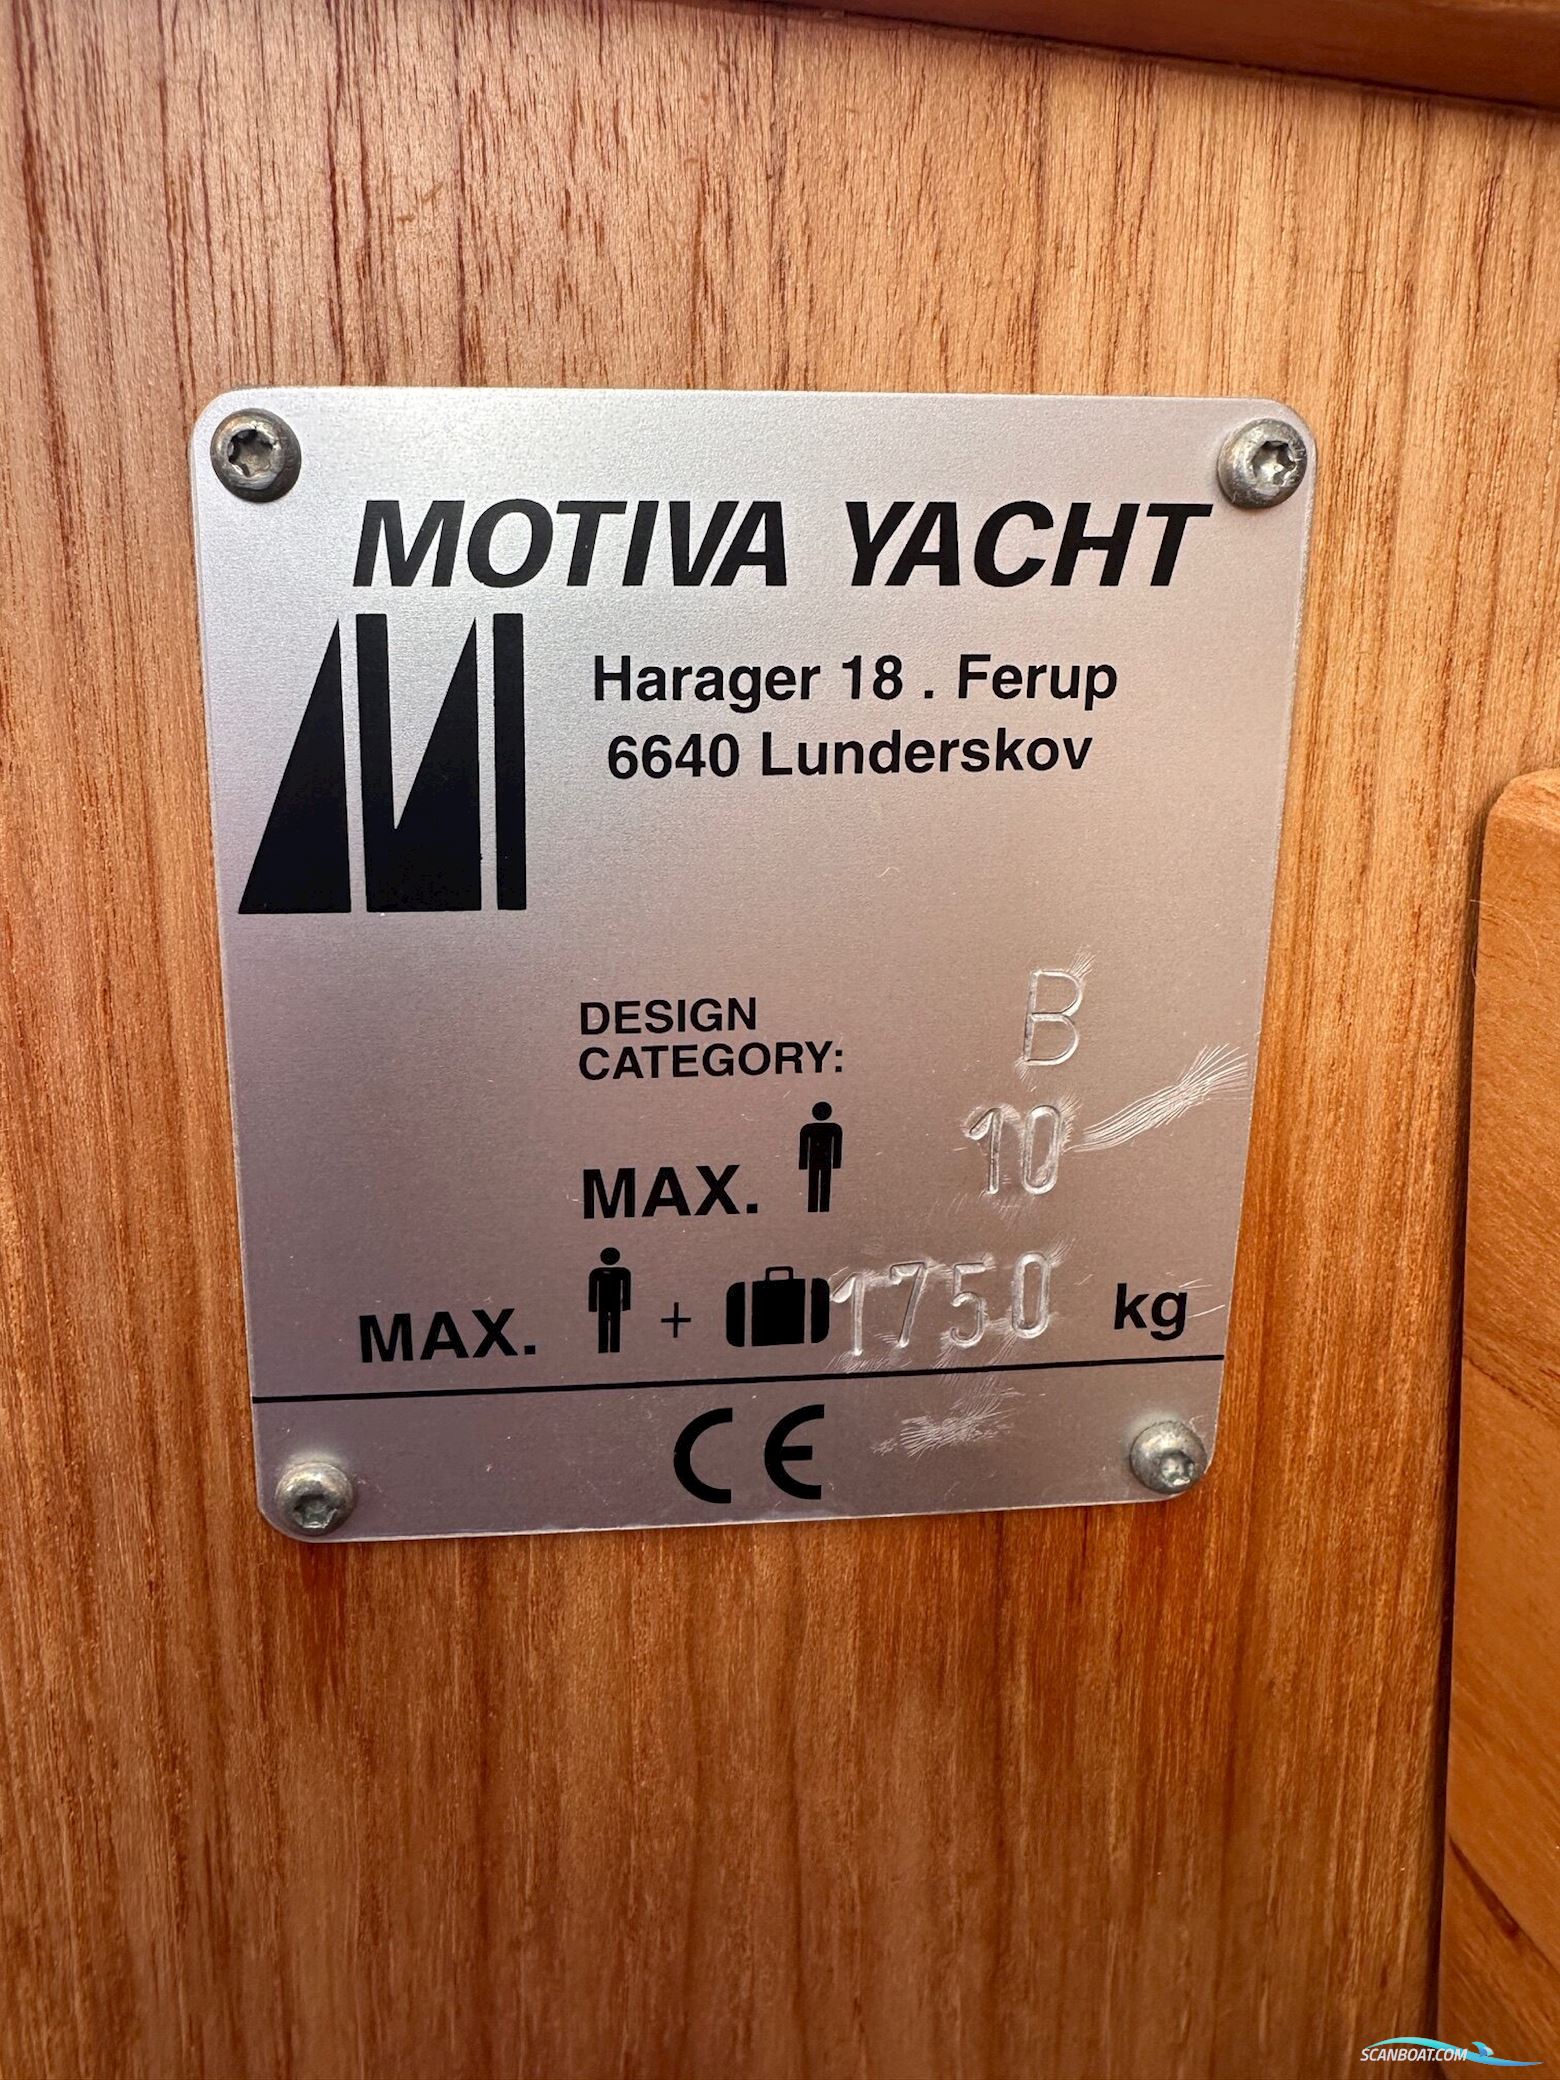 MOTIVA YACHT
Harager 18 . Ferup
6640 Lunderskov
DESIGN
CATEGORY: B
MAX. 10
MAX. + 1750 kg
CE
SCANBOAT.COM